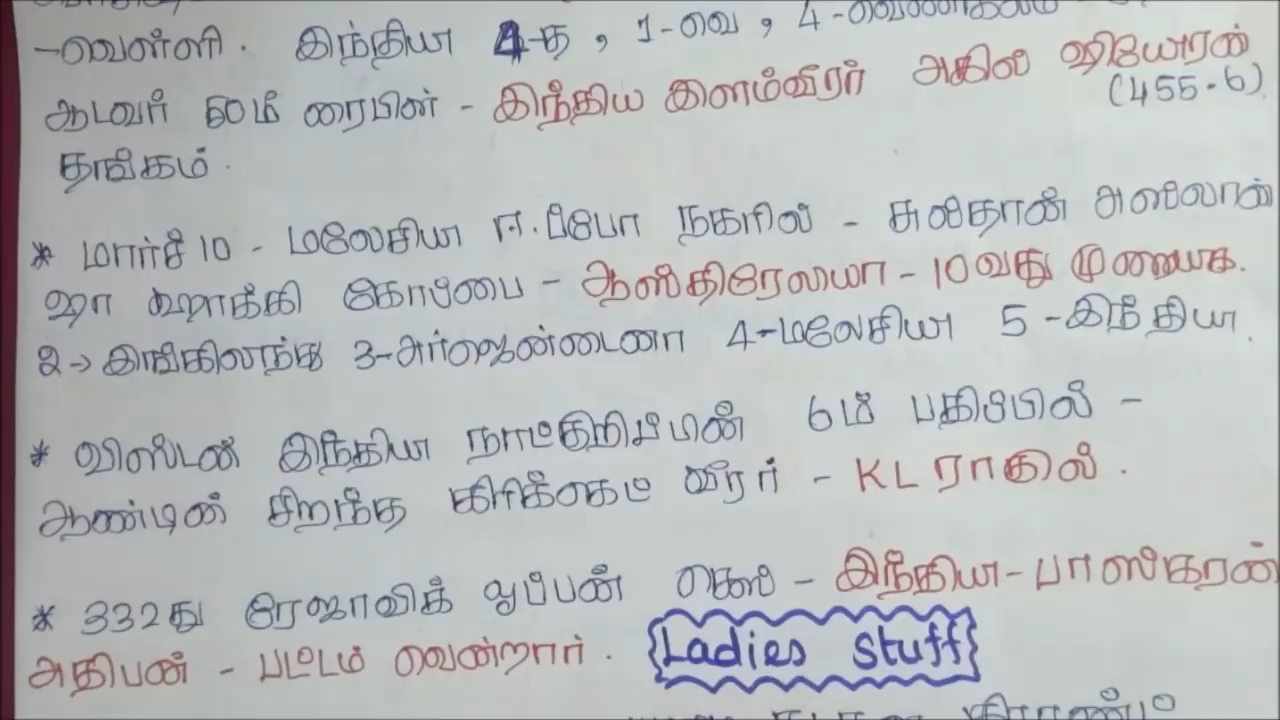 -வெள்ளி. இந்தியா 4-த, 1-வெ, 4-வெண்கலம்
ஆடவர் 50மீ ரைபிள் - இந்திய இளம்வீரர் அகில் ஷியோரன்
(455.6)
தங்கம்.
* மார்ச் 10 - மலேசியா ஈ.ப்போ நகரில் - சுல்தான் அஸ்லான்
ஷா ஹாக்கி கோப்பை - ஆஸ்திரேலியா - 10வது முறையாக.
2→ இங்கிலாந்து 3-அர்ஜென்டைனா 4-மலேசியா 5-இந்தியா.
* விஸ்டன் இந்தியா நாட்குறிப்பின் 6ம் பதிப்பில் -
ஆண்டின் சிறந்த கிரிக்கெட் வீரர் - KL ராகுல்.
* 332து ரேஜாவிக் ஓப்பன் செஸ் - இந்தியா - பாஸ்கரன்
அதிபன் - பட்டம் வென்றார். {Ladies Stuff}